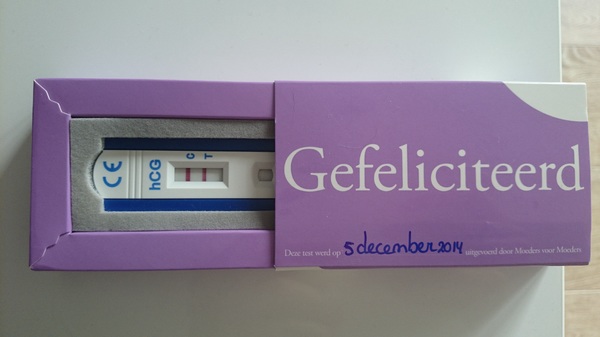 CE
hCG
C
T
Gefeliciteerd
Deze test werd op 5 december 2014 uitgevoerd door Moeders voor Moeders